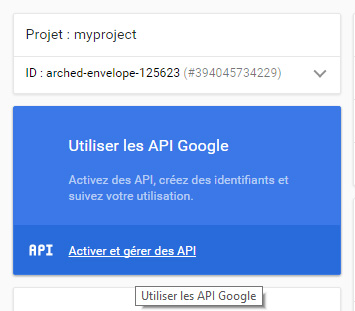 Projet : myproject
ID : arched-envelope-125623 (#394045734229)
Utiliser les API Google
Activez des API, créez des identifiants et
suivez votre utilisation.
API Activer et gérer des API
Utiliser les API Google